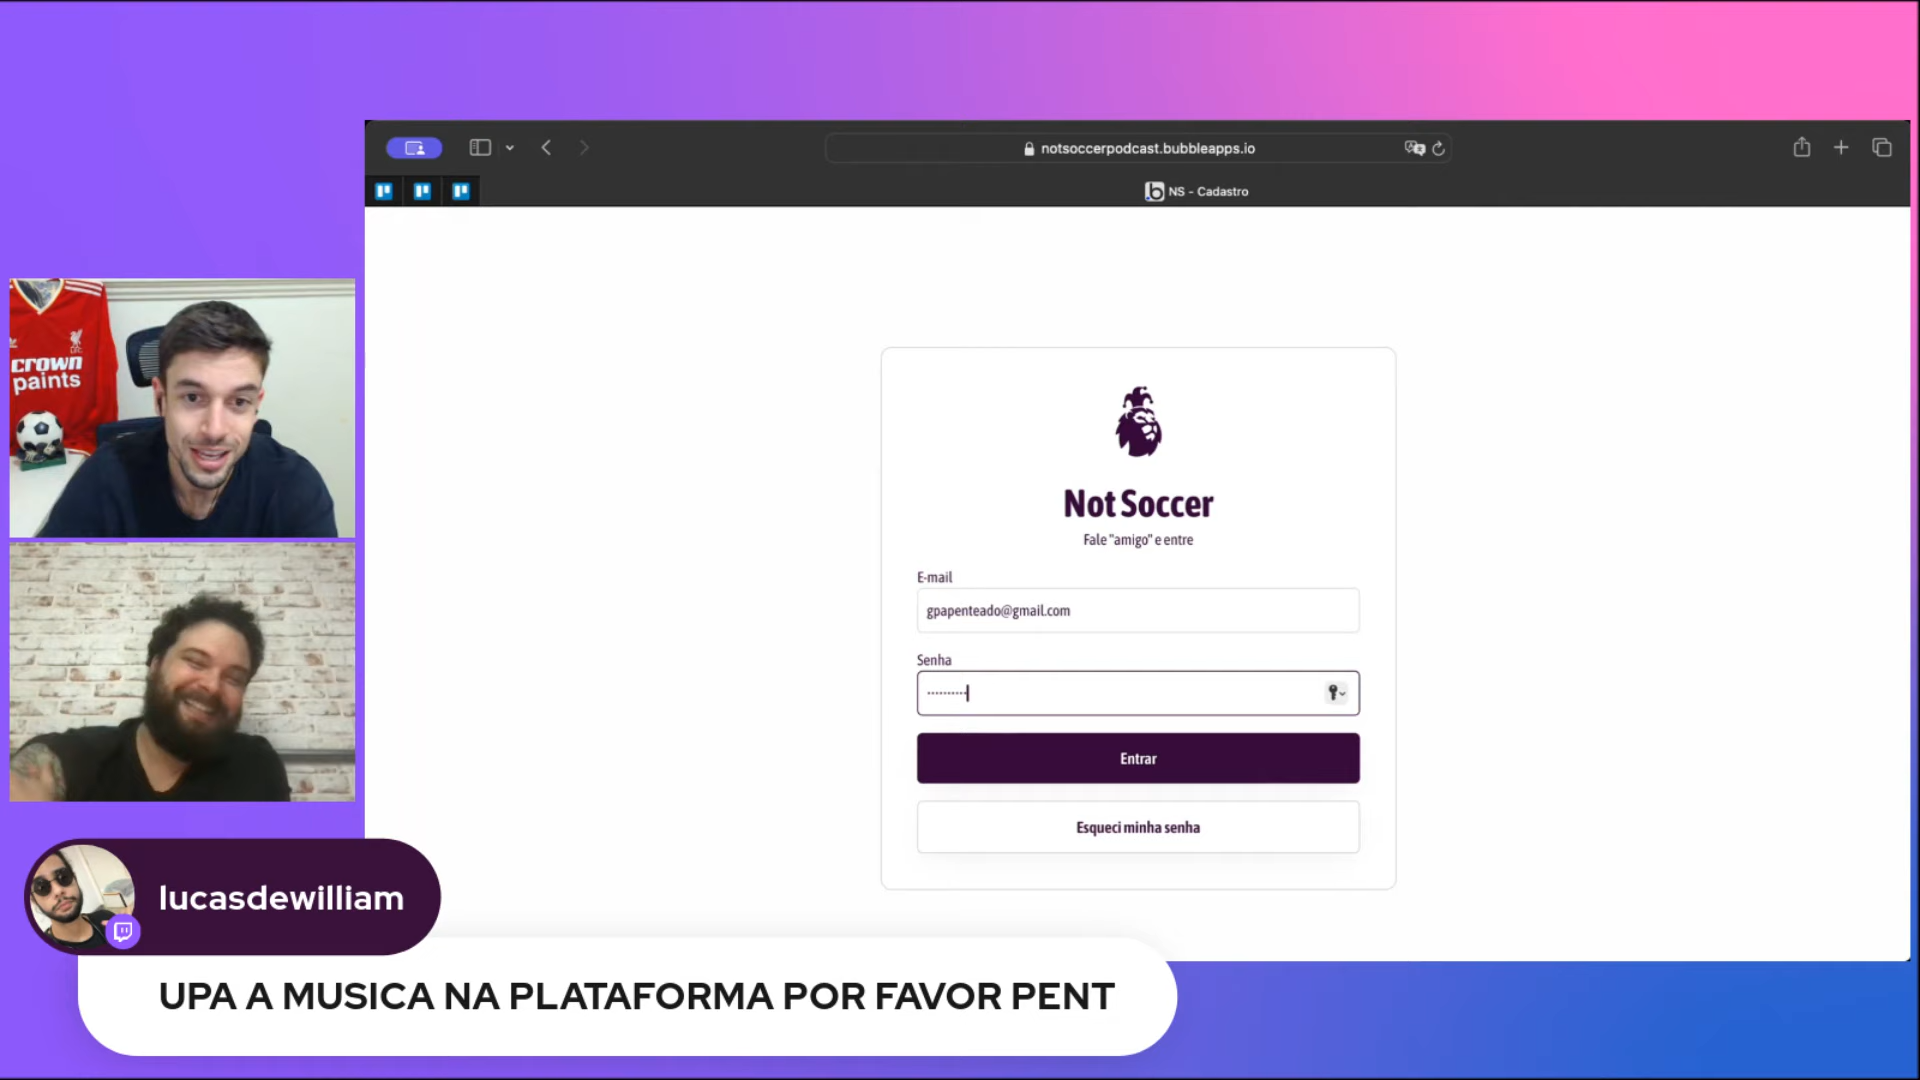 notsoccerpodcast.bubbleapps.io
NS - Cadastro
crown
paints
Not Soccer
Fale "amigo" e entre
E-mail
gpapenteado@gmail.com
Senha
Entrar
Esqueci minha senha
lucasdewilliam
UPA A MUSICA NA PLATAFORMA POR FAVOR PENT